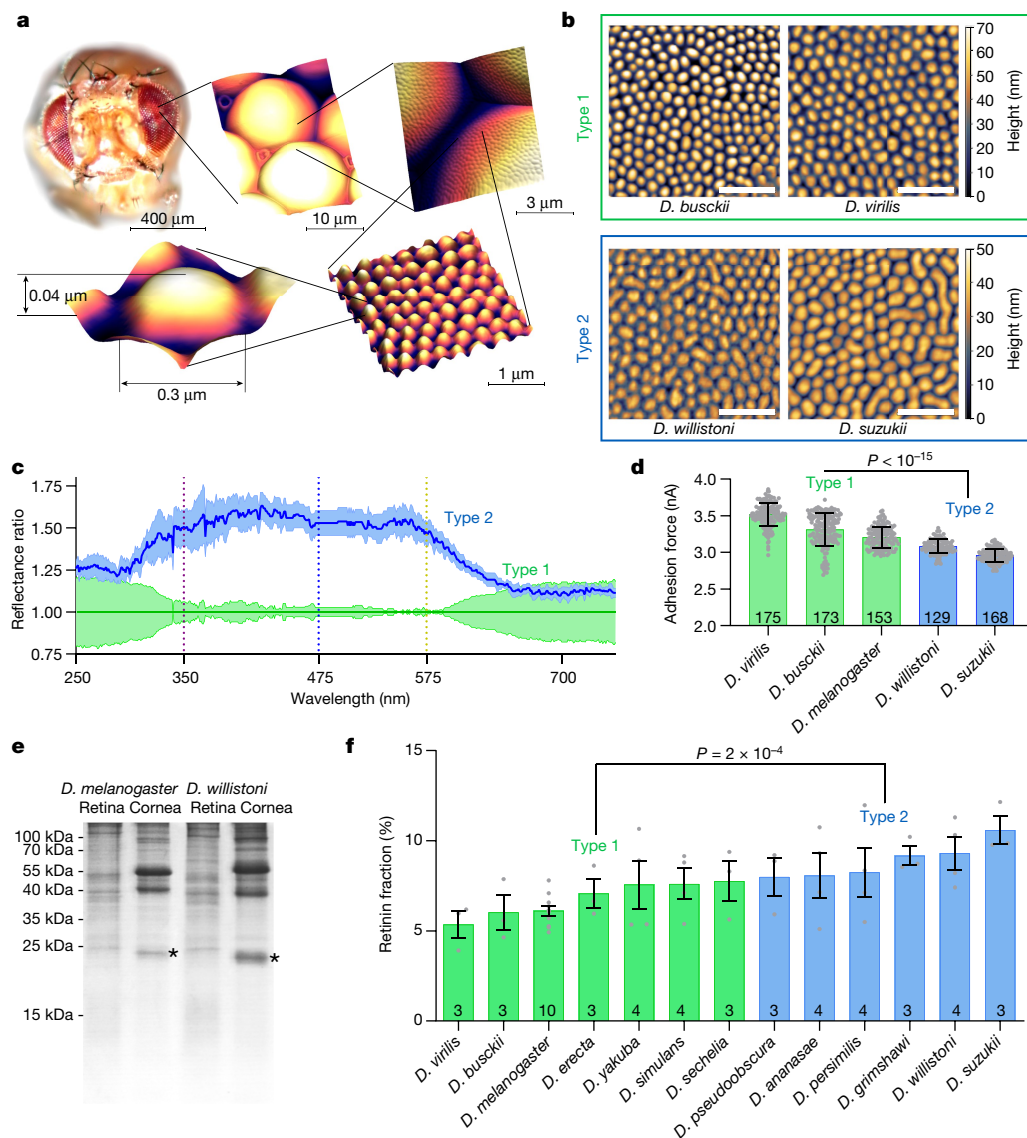 a
400 µm
10 µm
3 µm
0.04 µm
0.3 µm
1 µm
b
Type 1
D. busckii
D. virilis
70
60
50
40
30
20
10
0
Height (nm)
Type 2
D. willistoni
D. suzukii
50
40
30
20
10
0
Height (nm)
c
1.75
1.50
1.25
1.00
0.75
Reflectance ratio
Type 2
Type 1
250
350
475
575
700
Wavelength (nm)
d
P < 10⁻¹⁵
Type 1
Type 2
4.0
3.5
3.0
2.5
2.0
Adhesion force (nA)
175
173
153
129
168
D. virilis
D. busckii
D. melanogaster
D. willistoni
D. suzukii
e
D. melanogaster D. willistoni
Retina Cornea Retina Cornea
100 kDa
70 kDa
55 kDa
40 kDa
35 kDa
25 kDa
15 kDa
*
*
f
15
10
5
0
Retinin fraction (%)
P = 2 × 10⁻⁴
Type 1
Type 2
3
3
10
3
4
4
3
3
4
4
3
4
3
D. virilis
D. busckii
D. melanogaster
D. erecta
D. yakuba
D. simulans
D. sechelia
D. pseudoobscura
D. ananasae
D. persimilis
D. grimshawi
D. willistoni
D. suzukii